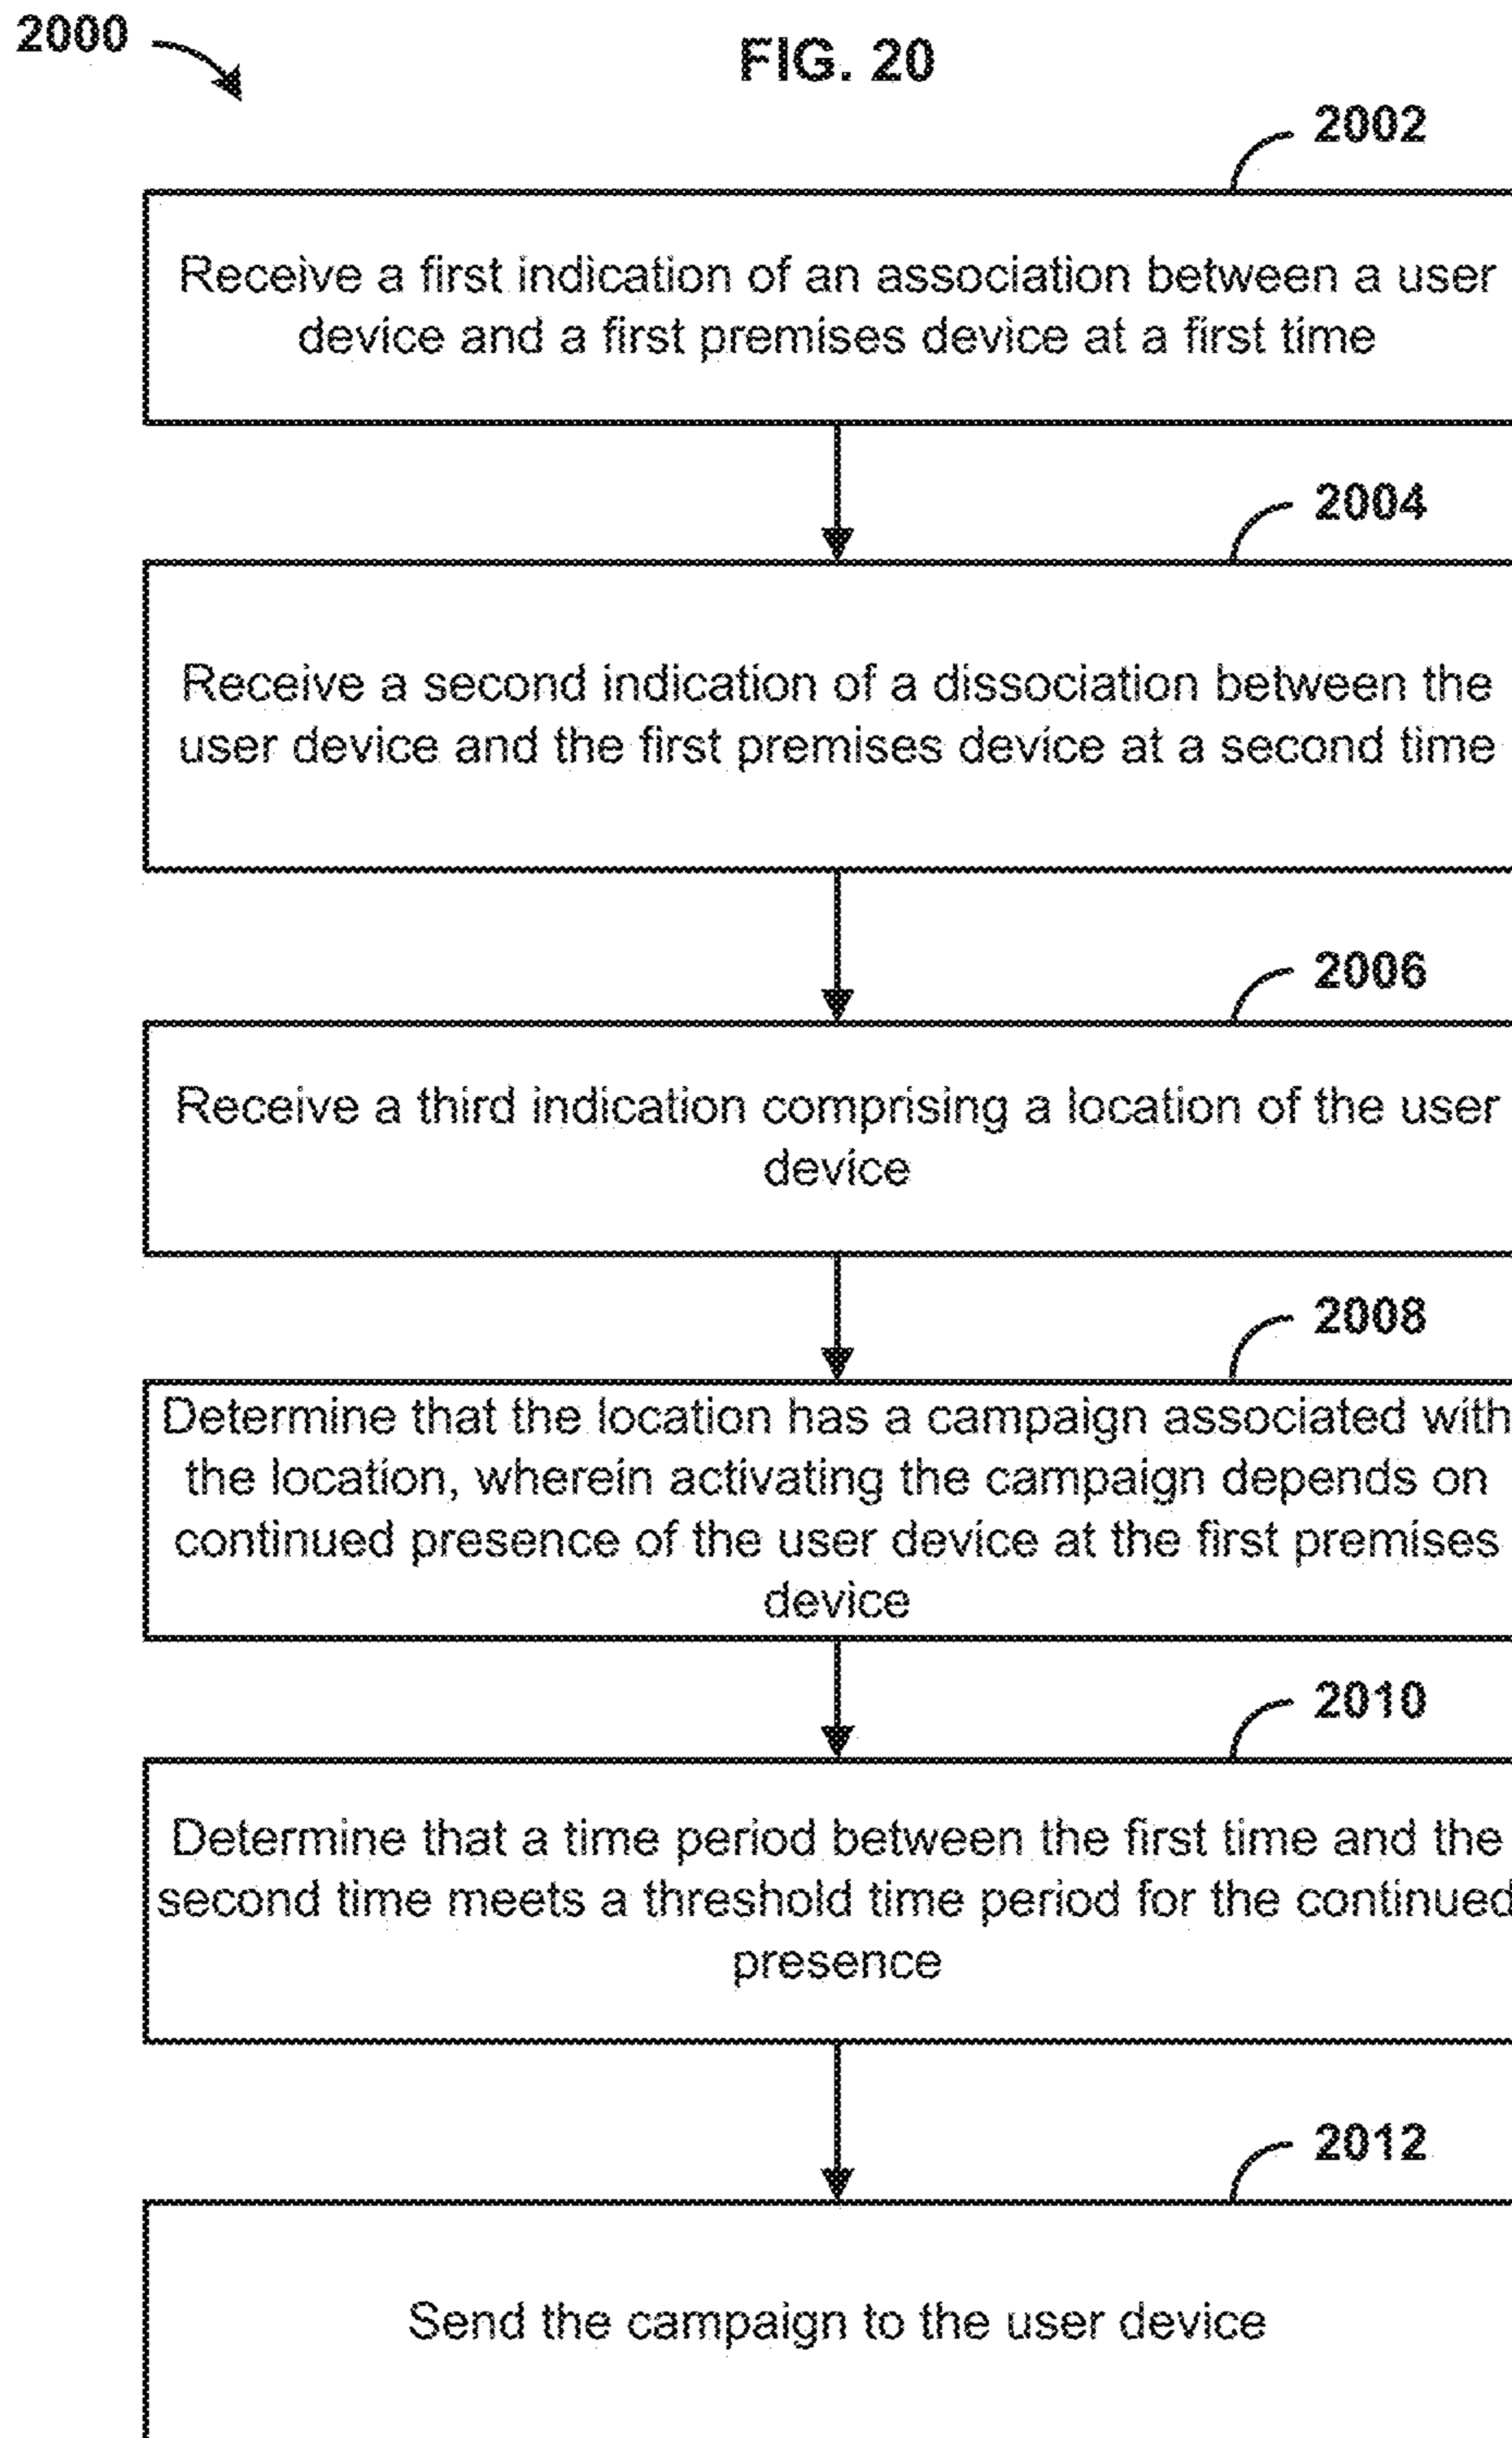 2000
FIG. 20
2002
Receive a first indication of an association between a user
device and a first premises device at a first time
2004
Receive a second indication of a dissociation between the
user device and the first premises device at a second time
2006
Receive a third indication comprising a location of the user
device
2008
Determine that the location has a campaign associated with
the location, wherein activating the campaign depends on
continued presence of the user device at the first premises
device
2010
Determine that a time period between the first time and the
second time meets a threshold time period for the continued
presence
2012
Send the campaign to the user device